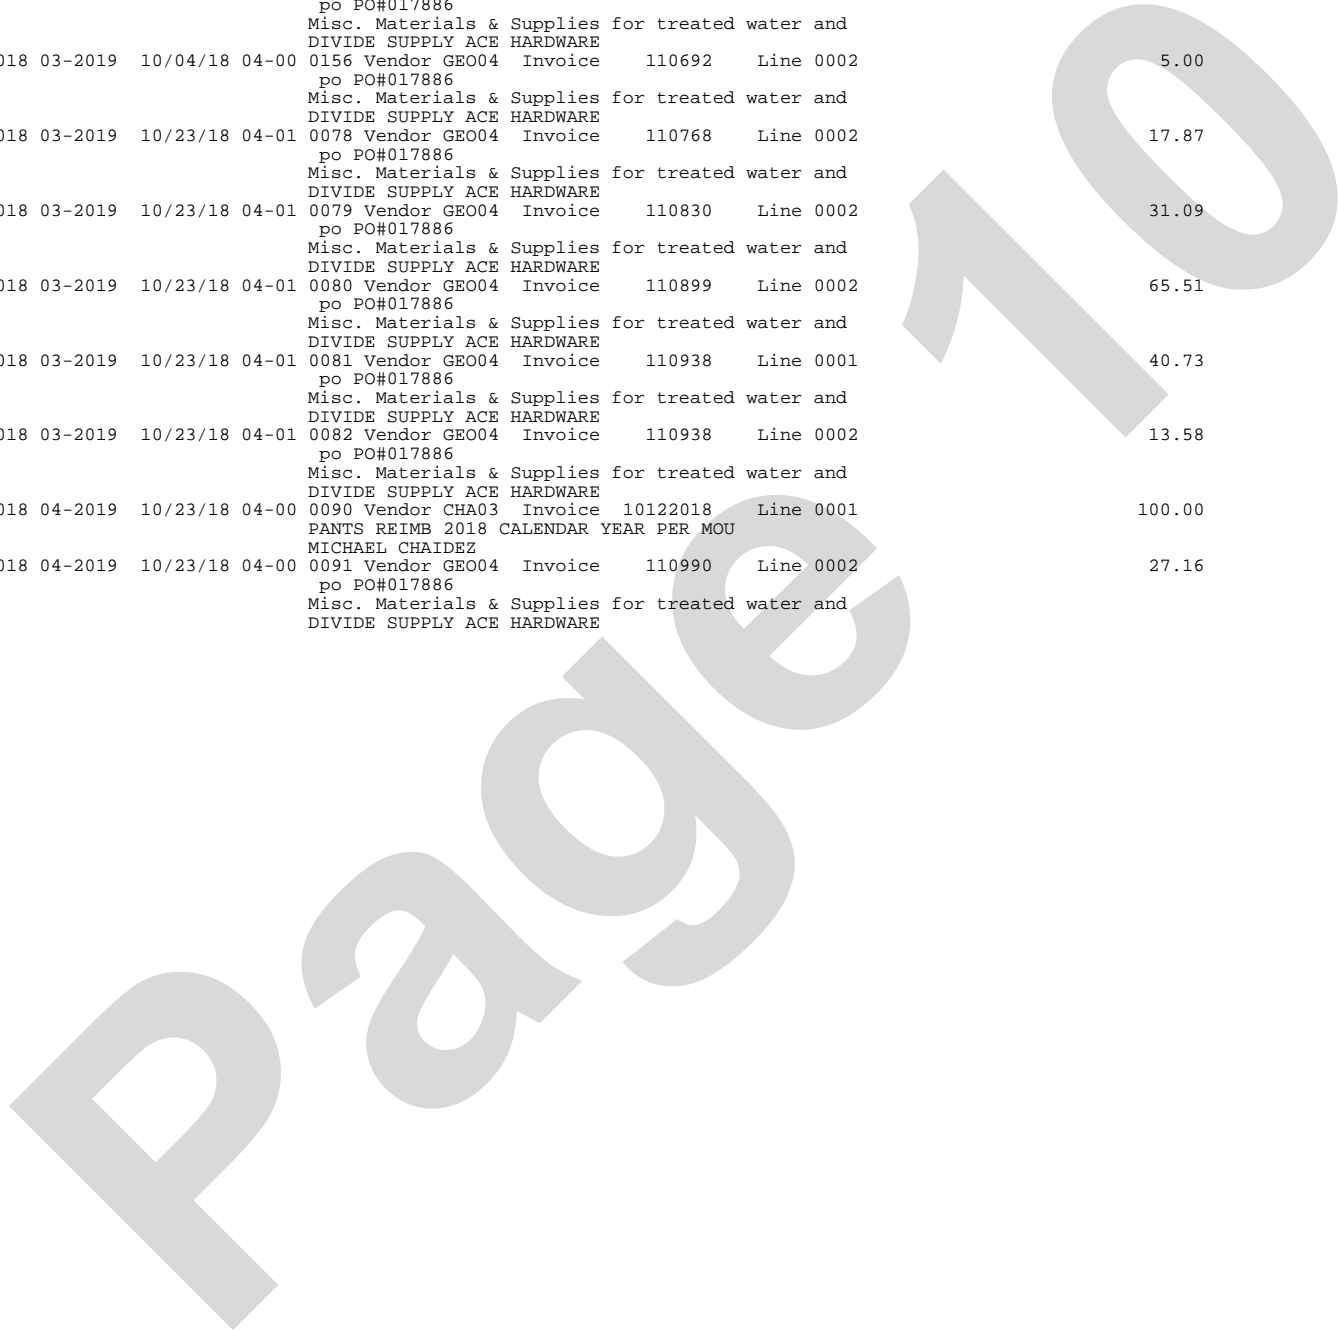 po PO#017886
Misc. Materials & Supplies for treated water and
DIVIDE SUPPLY ACE HARDWARE
018 03-2019 10/04/18 04-00 0156 Vendor GEO04 Invoice 110692 Line 0002 5.00
po PO#017886
Misc. Materials & Supplies for treated water and
DIVIDE SUPPLY ACE HARDWARE
018 03-2019 10/23/18 04-01 0078 Vendor GEO04 Invoice 110768 Line 0002 17.87
po PO#017886
Misc. Materials & Supplies for treated water and
DIVIDE SUPPLY ACE HARDWARE
018 03-2019 10/23/18 04-01 0079 Vendor GEO04 Invoice 110830 Line 0002 31.09
po PO#017886
Misc. Materials & Supplies for treated water and
DIVIDE SUPPLY ACE HARDWARE
018 03-2019 10/23/18 04-01 0080 Vendor GEO04 Invoice 110899 Line 0002 65.51
po PO#017886
Misc. Materials & Supplies for treated water and
DIVIDE SUPPLY ACE HARDWARE
018 03-2019 10/23/18 04-01 0081 Vendor GEO04 Invoice 110938 Line 0001 40.73
po PO#017886
Misc. Materials & Supplies for treated water and
DIVIDE SUPPLY ACE HARDWARE
018 03-2019 10/23/18 04-01 0082 Vendor GEO04 Invoice 110938 Line 0002 13.58
po PO#017886
Misc. Materials & Supplies for treated water and
DIVIDE SUPPLY ACE HARDWARE
018 04-2019 10/23/18 04-00 0090 Vendor CHA03 Invoice 10122018 Line 0001 100.00
PANTS REIMB 2018 CALENDAR YEAR PER MOU
MICHAEL CHAIDEZ
018 04-2019 10/23/18 04-00 0091 Vendor GEO04 Invoice 110990 Line 0002 27.16
po PO#017886
Misc. Materials & Supplies for treated water and
DIVIDE SUPPLY ACE HARDWARE
Page 10